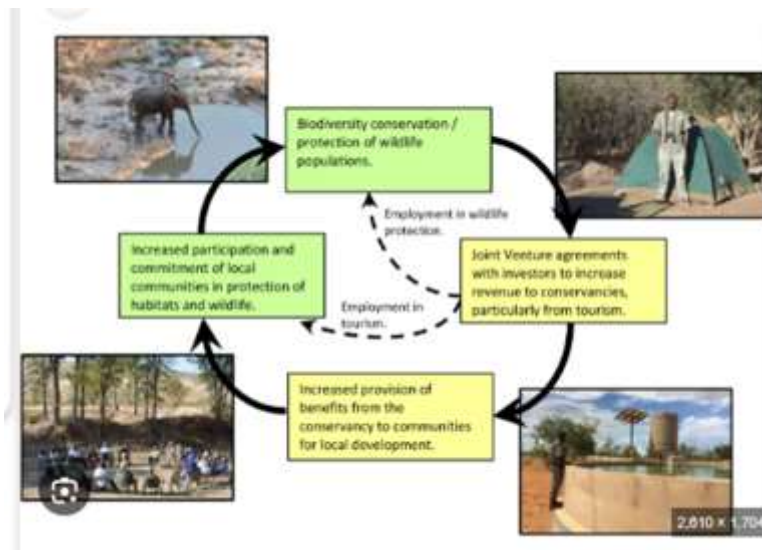 Biodiversity conservation /
protection of wildlife
populations.
Employment in wildlife
protection.
Increased participation and
commitment of local
communities in protection of
habitats and wildlife.
Joint Venture agreements
with investors to increase
revenue to conservancies,
particularly from tourism.
Employment in
tourism.
Increased provision of
benefits from the
conservancy to communities
for local development.
2,610 × 1,704